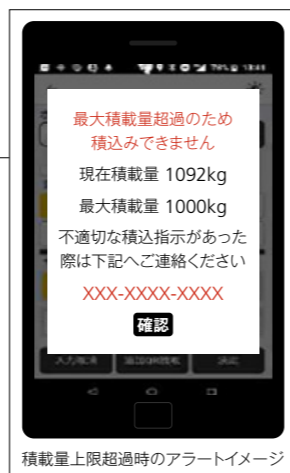 最大積載量超過のため
積込みできません
現在積載量 1092kg
最大積載量 1000kg
不適切な積込指示があった
際は下記へご連絡ください
XXX-XXXX-XXXX
確認
積載量上限超過時のアラートイメージ